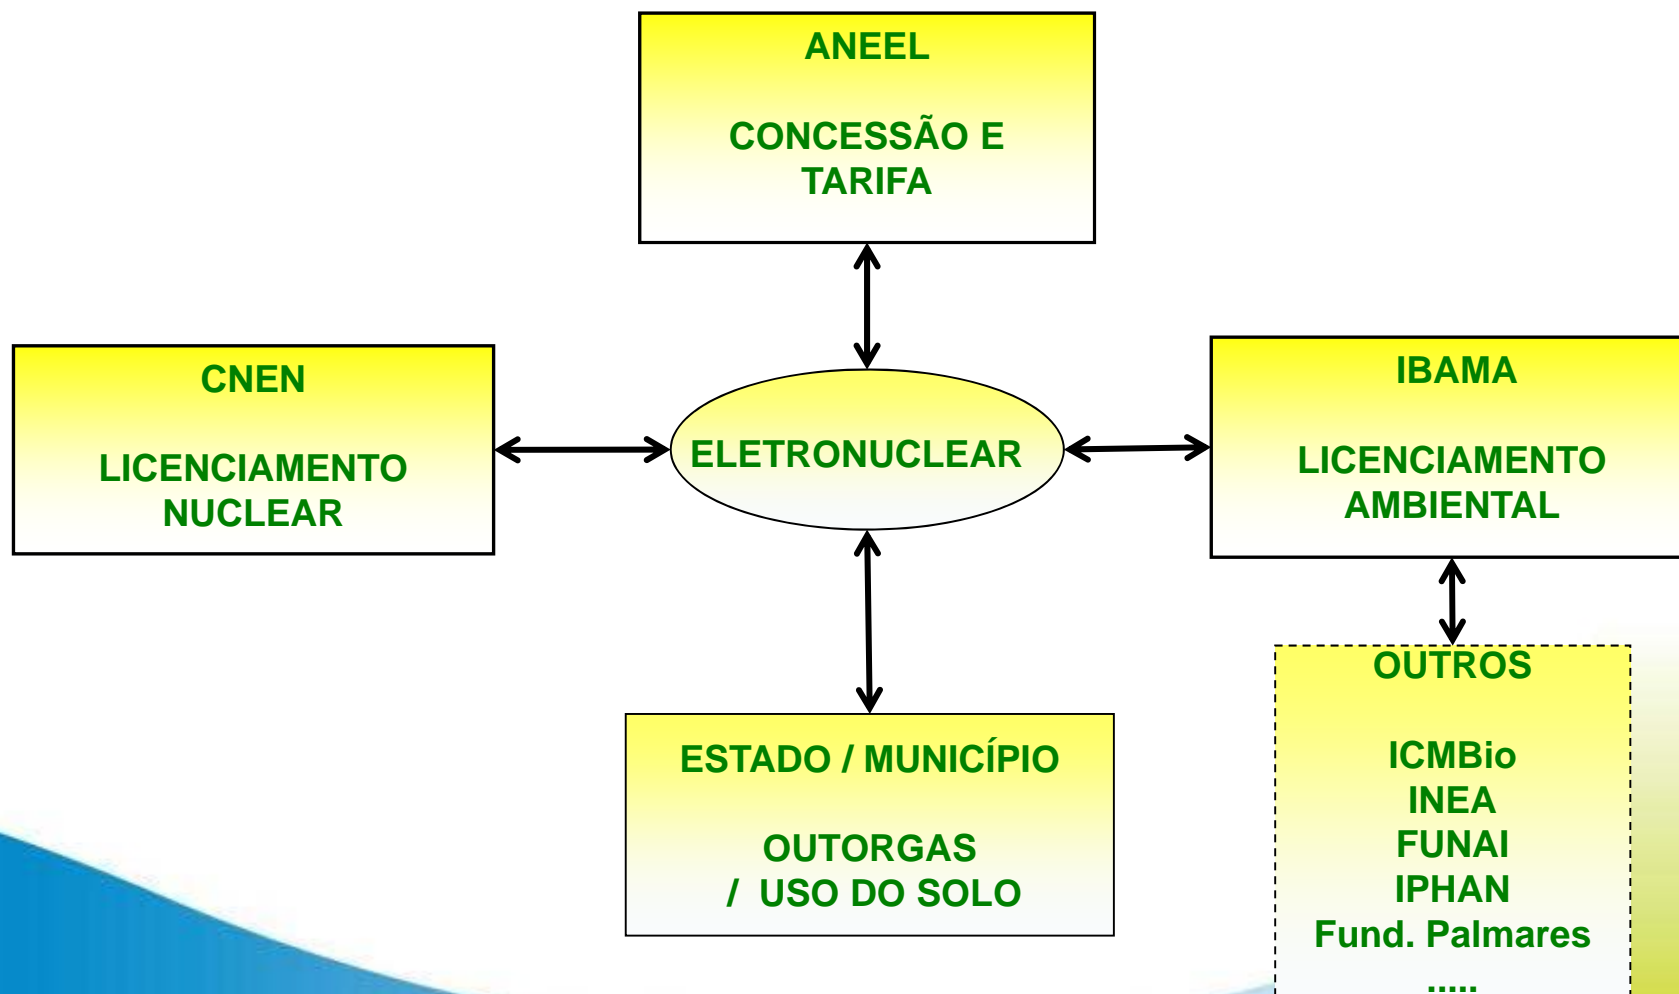 ANEEL
CONCESSÃO E
TARIFA
CNEN
LICENCIAMENTO
NUCLEAR
ELETRONUCLEAR
IBAMA
LICENCIAMENTO
AMBIENTAL
ESTADO / MUNICÍPIO
OUTORGAS
/ USO DO SOLO
OUTROS
ICMBio
INEA
FUNAI
IPHAN
Fund. Palmares
.....